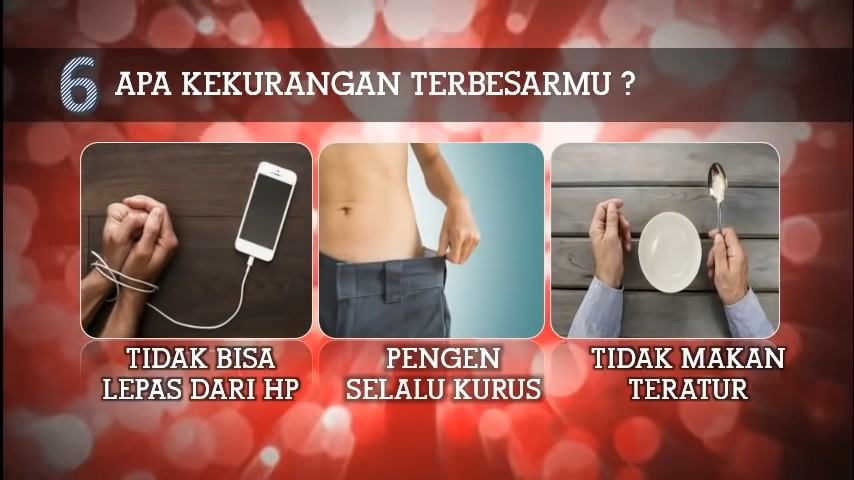 6 APA KEKURANGAN TERBESARMU ?
TIDAK BISA
LEPAS DARI HP
PENGEN
SELALU KURUS
TIDAK MAKAN
TERATUR